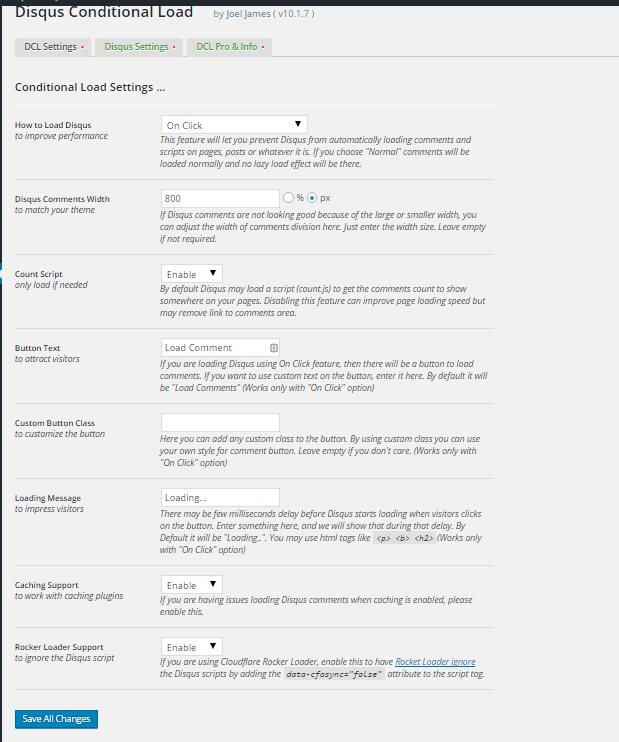 Disqus Conditional Load by Joel James ( v10.1.7 )
DCL Settings • Disqus Settings • DCL Pro & Info •
Conditional Load Settings ...
How to Load Disqus
to improve performance
On Click
This feature will let you prevent Disqus from automatically loading comments and
scripts on pages, posts or whatever it is. If you choose "Normal" comments will be
loaded normally and no lazy load effect will be there.
Disqus Comments Width
to match your theme
800 % px
If Disqus comments are not looking good because of the large or smaller width, you
can adjust the width of comments division here. Just enter the width size. Leave empty
if not required.
Count Script
only load if needed
Enable
By default Disqus may load a script (count.js) to get the comments count to show
somewhere on your pages. Disabling this feature can improve page loading speed but
may remove link to comments area.
Button Text
to attract visitors
Load Comment
If you are loading Disqus using On Click feature, then there will be a button to load
comments. If you want to use custom text on the button, enter it here. By default it will
be "Load Comments" (Works only with "On Click" option)
Custom Button Class
to customize the button
Here you can add any custom class to the button. By using custom class you can use
your own style for comment button. Leave empty if you don't care. (Works only with
"On Click" option)
Loading Message
to impress visitors
Loading...
There may be few milliseconds delay before Disqus starts loading when visitors clicks
on the button. Enter something here, and we will show that during that delay. By
Default it will be "Loading..". You may use html tags like <p> <b> <h2> (Works only
with "On Click" option)
Caching Support
to work with caching plugins
Enable
If you are having issues loading Disqus comments when caching is enabled, please
enable this.
Rocker Loader Support
to ignore the Disqus script
Enable
If you are using Cloudflare Rocker Loader, enable this to have Rocket Loader ignore
the Disqus scripts by adding the data-cfasync="false" attribute to the script tag.
Save All Changes